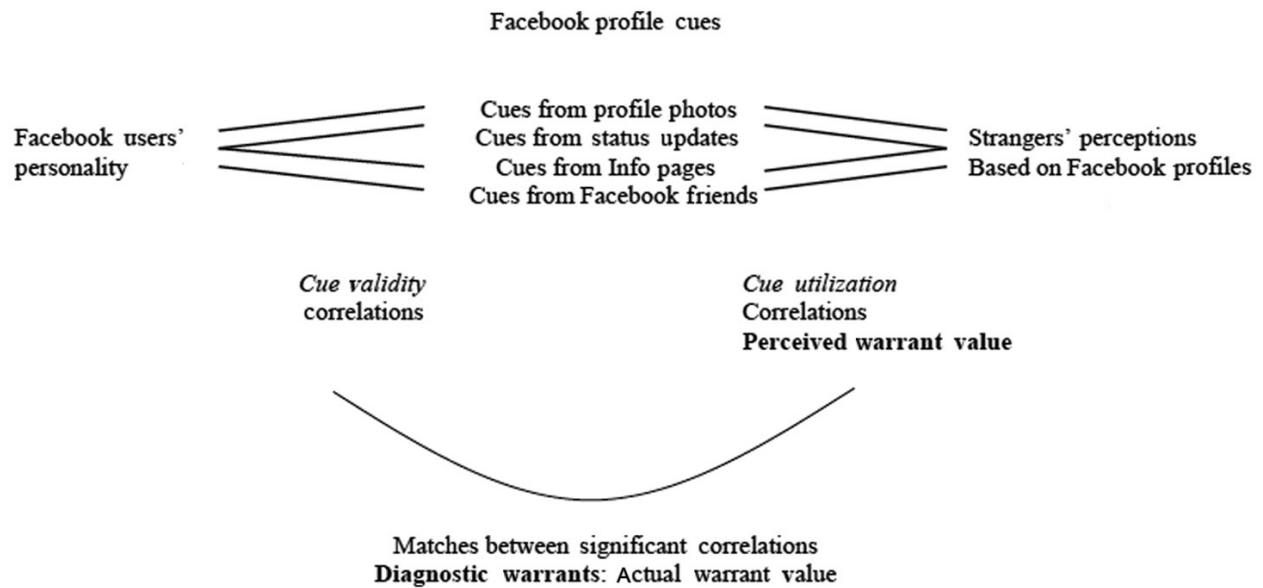 Facebook profile cues
Cues from profile photos
Cues from status updates
Cues from Info pages
Cues from Facebook friends
Facebook users’
personality
Strangers’ perceptions
Based on Facebook profiles
Cue validity
correlations
Cue utilization
Correlations
Perceived warrant value
Matches between significant correlations
Diagnostic warrants: Actual warrant value